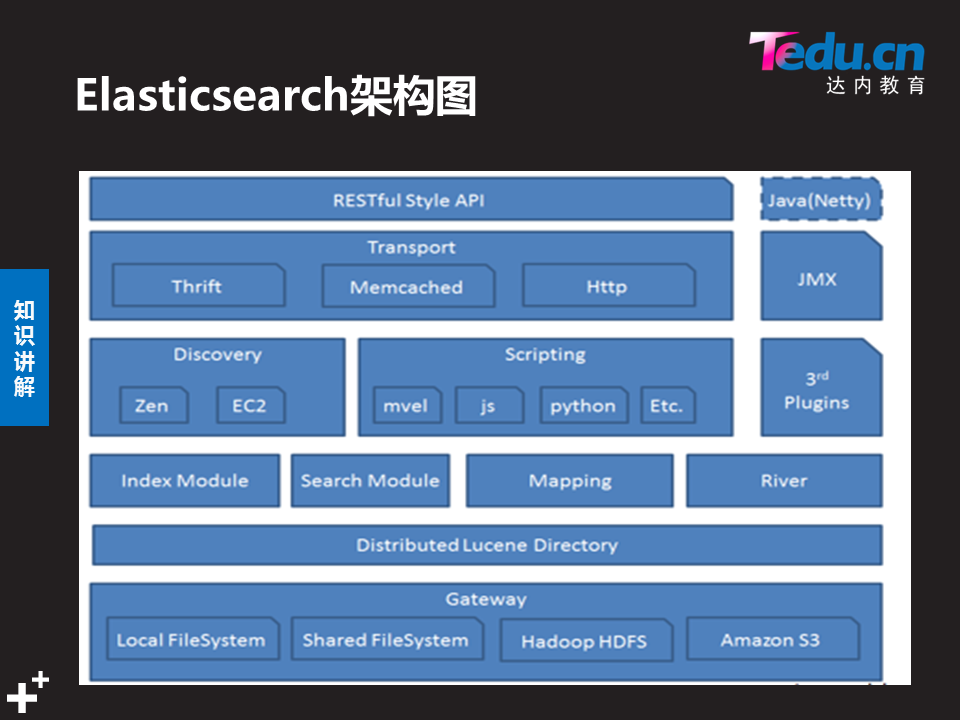 Tedu.cn
达内教育
Elasticsearch架构图
知识讲解
RESTful Style API
Java(Netty)
Transport
Thrift
Memcached
Http
JMX
Discovery
Zen
EC2
Scripting
mvel
js
python
Etc.
3rd
Plugins
Index Module
Search Module
Mapping
River
Distributed Lucene Directory
Gateway
Local FileSystem
Shared FileSystem
Hadoop HDFS
Amazon S3